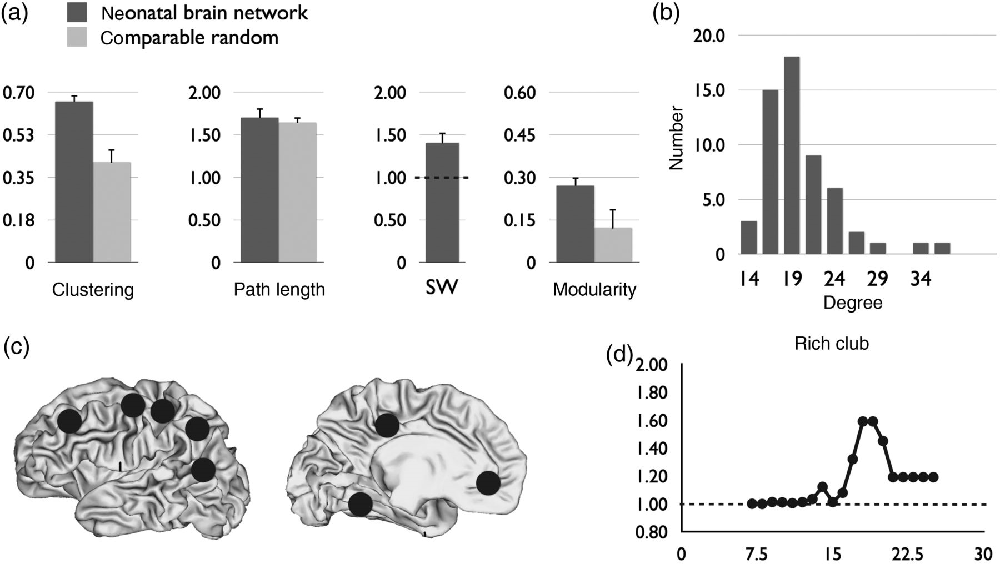 (a)
Neonatal brain network
Comparable random
0.70
0.53
0.35
0.18
0
Clustering
2.00
1.50
1.00
0.50
0
Path length
2.00
1.50
1.00
0.50
0
SW
0.60
0.45
0.30
0.15
0
Modularity
(b)
Number
20.0
15.0
10.0
5.0
0
14 19 24 29 34
Degree
(c)
(d)
Rich club
2.00
1.80
1.60
1.40
1.20
1.00
0.80
0 7.5 15 22.5 30